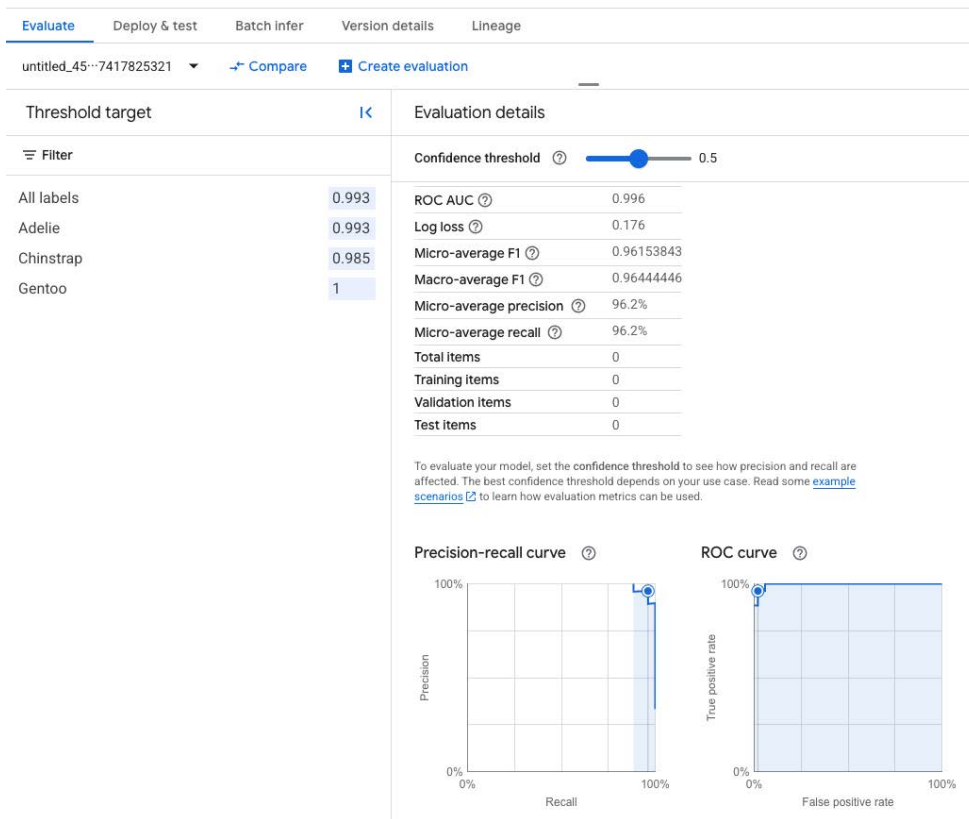 Evaluate Deploy & test Batch infer Version details Lineage
untitled_45···7417825321 Compare Create evaluation
Threshold target
Filter
All labels 0.993
Adelie 0.993
Chinstrap 0.985
Gentoo 1
Evaluation details
Confidence threshold 0.5
ROC AUC 0.996
Log loss 0.176
Micro-average F1 0.96153843
Macro-average F1 0.96444446
Micro-average precision 96.2%
Micro-average recall 96.2%
Total items 0
Training items 0
Validation items 0
Test items 0
To evaluate your model, set the confidence threshold to see how precision and recall are
affected. The best confidence threshold depends on your use case. Read some example
scenarios to learn how evaluation metrics can be used.
Precision-recall curve
100%
Precision
0%
0% 100%
Recall
ROC curve
100%
True positive rate
0%
0% 100%
False positive rate